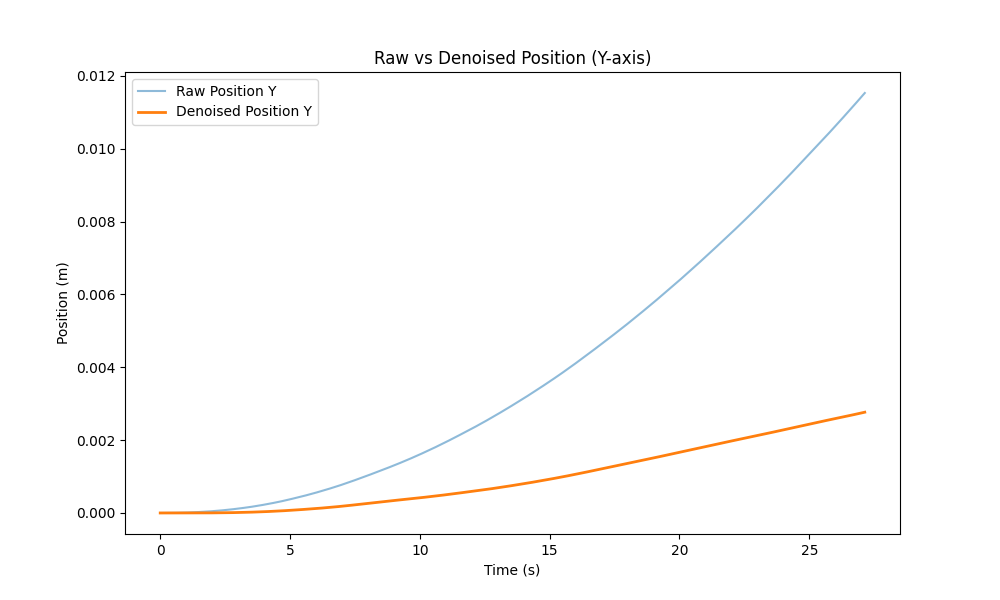 Raw vs Denoised Position (Y-axis)
Raw Position Y
Denoised Position Y
Position (m)
0.012
0.010
0.008
0.006
0.004
0.002
0.000
0
5
10
15
20
25
Time (s)